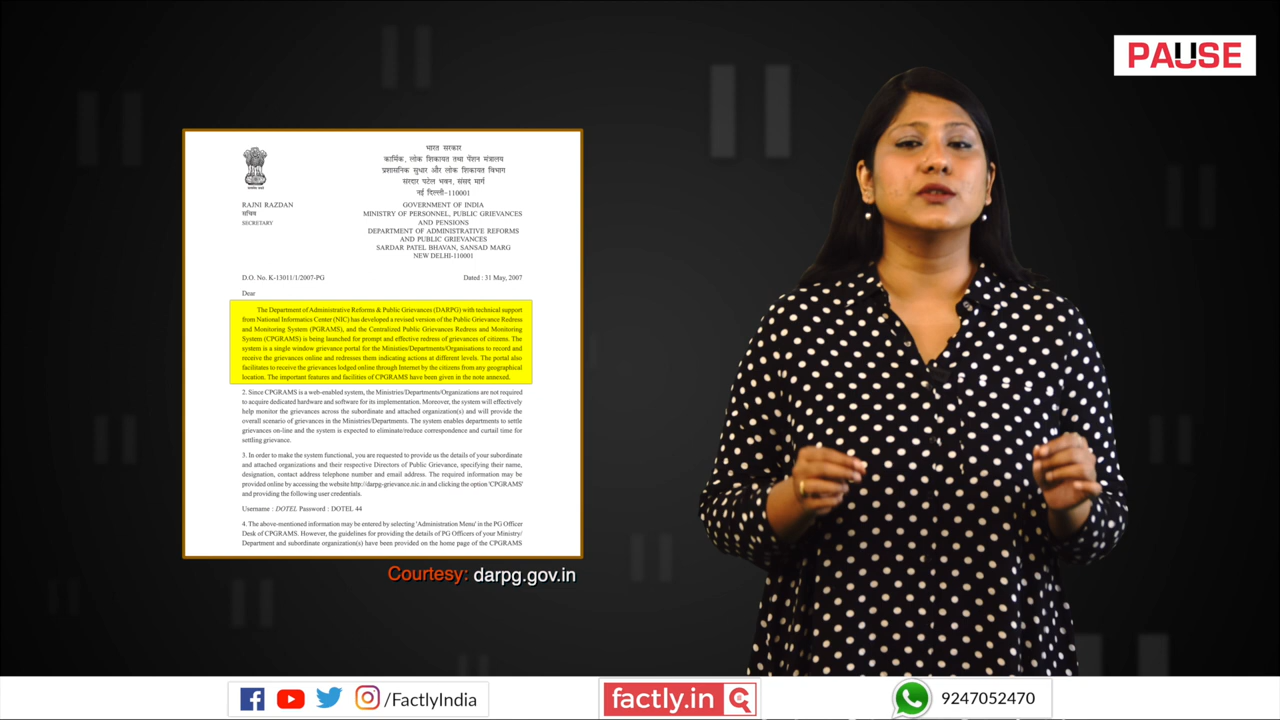 PAUSE
भारत सरकार
कार्मिक, लोक शिकायत तथा पेंशन मंत्रालय
प्रशासनिक सुधार और लोक शिकायत विभाग
सरदार पटेल भवन, संसद मार्ग
नई दिल्ली-110001
RAJNI RAZDAN
सचिव
SECRETARY
GOVERNMENT OF INDIA
MINISTRY OF PERSONNEL, PUBLIC GRIEVANCES
AND PENSIONS
DEPARTMENT OF ADMINISTRATIVE REFORMS
AND PUBLIC GRIEVANCES
SARDAR PATEL BHAVAN, SANSAD MARG
NEW DELHI-110001
D.O. No. K-13011/1/2007-PG
Dated : 31 May, 2007
Dear
The Department of Administrative Reforms & Public Grievances (DARPG) with technical support
from National Informatics Center (NIC) has developed a revised version of the Public Grievance Redress
and Monitoring System (PGRAMS), and the Centralized Public Grievances Redress and Monitoring
System (CPGRAMS) is being launched for prompt and effective redress of grievances of citizens. The
system is a single window grievance portal for the Ministies/Departments/Organisations to record and
receive the grievances online and redresses them indicating actions at different levels. The portal also
facilitates to receive the grievances lodged online through Internet by the citizens from any geographical
location. The important features and facilities of CPGRAMS have been given in the note annexed.
2. Since CPGRAMS is a web-enabled system, the Ministries/Departments/Organizations are not required
to acquire dedicated hardware and software for its implementation. Moreover, the system will effectively
help monitor the grievances across the subordinate and attached organization(s) and will provide the
overall scenario of grievances in the Ministries/Departments. The system enables departments to settle
grievances on-line and the system is expected to eliminate/reduce correspondence and curtail time for
settling grievance.
3. In order to make the system functional, you are requested to provide us the details of your subordinate
and attached organizations and their respective Directors of Public Grievance, specifying their name,
designation, contact address telephone number and email address. The required information may be
provided online by accessing the website http://darpg-grievance.nic.in and clicking the option 'CPGRAMS'
and providing the following user credentials.
Username : DOTEL Password : DOTEL 44
4. The above-mentioned information may be entered by selecting 'Administration Menu' in the PG Officer
Desk of CPGRAMS. However, the guidelines for providing the details of PG Officers of your Ministry/
Department and subordinate organization(s) have been provided on the home page of the CPGRAMS
Courtesy: darpg.gov.in
/FactlyIndia
factly.in
9247052470